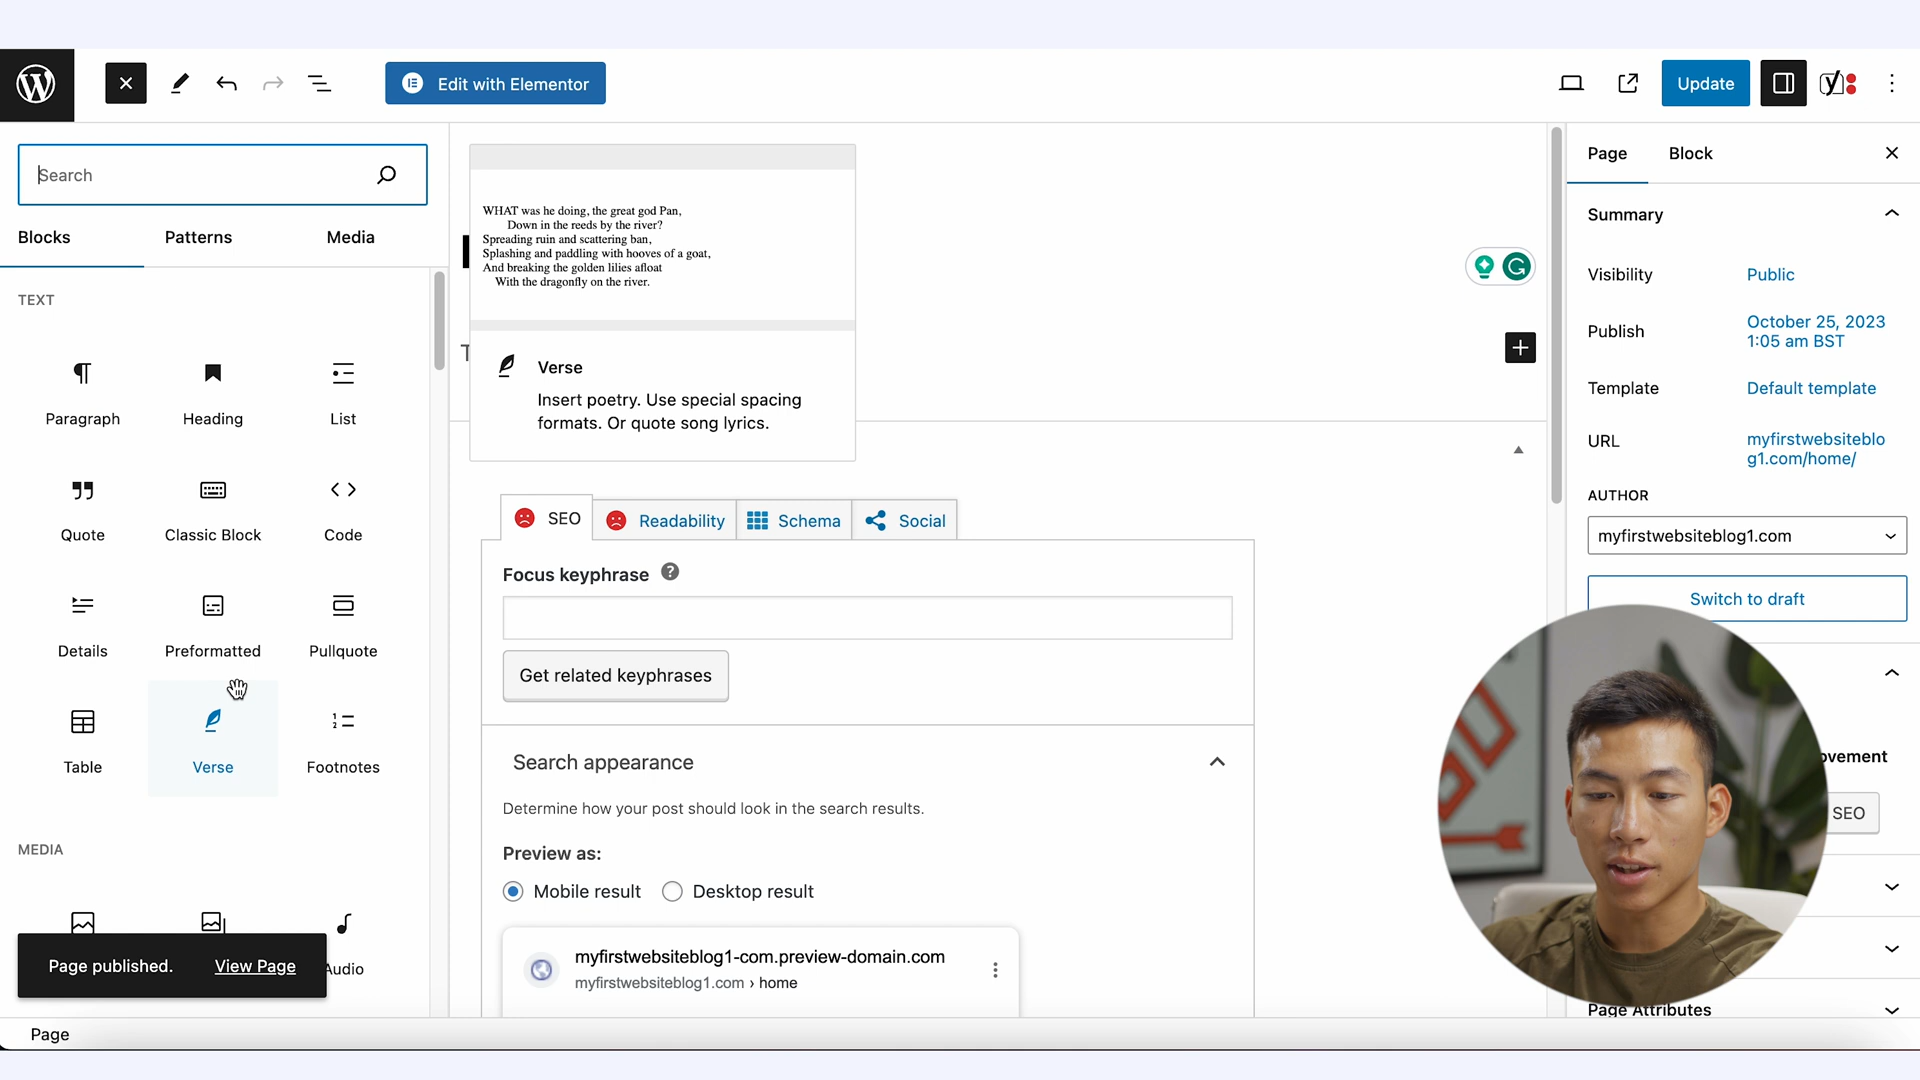 Edit with Elementor
Update
Search
Blocks
Patterns
Media
TEXT
Paragraph
Heading
List
Quote
Classic Block
Code
Details
Preformatted
Pullquote
Table
Verse
Footnotes
MEDIA
Audio
Page published.
View Page
Page
WHAT was he doing, the great god Pan,
Down in the reeds by the river?
Spreading ruin and scattering ban,
Splashing and paddling with hooves of a goat,
And breaking the golden lilies afloat
With the dragonfly on the river.
Verse
Insert poetry. Use special spacing
formats. Or quote song lyrics.
SEO
Readability
Schema
Social
Focus keyphrase
Get related keyphrases
Search appearance
Determine how your post should look in the search results.
Preview as:
Mobile result
Desktop result
myfirstwebsiteblog1-com.preview-domain.com
myfirstwebsiteblog1.com › home
Page
Block
Summary
Visibility
Public
Publish
October 25, 2023
1:05 am BST
Template
Default template
URL
myfirstwebsiteblo
g1.com/home/
AUTHOR
myfirstwebsiteblog1.com
Switch to draft
ovement
SEO
Page Attributes